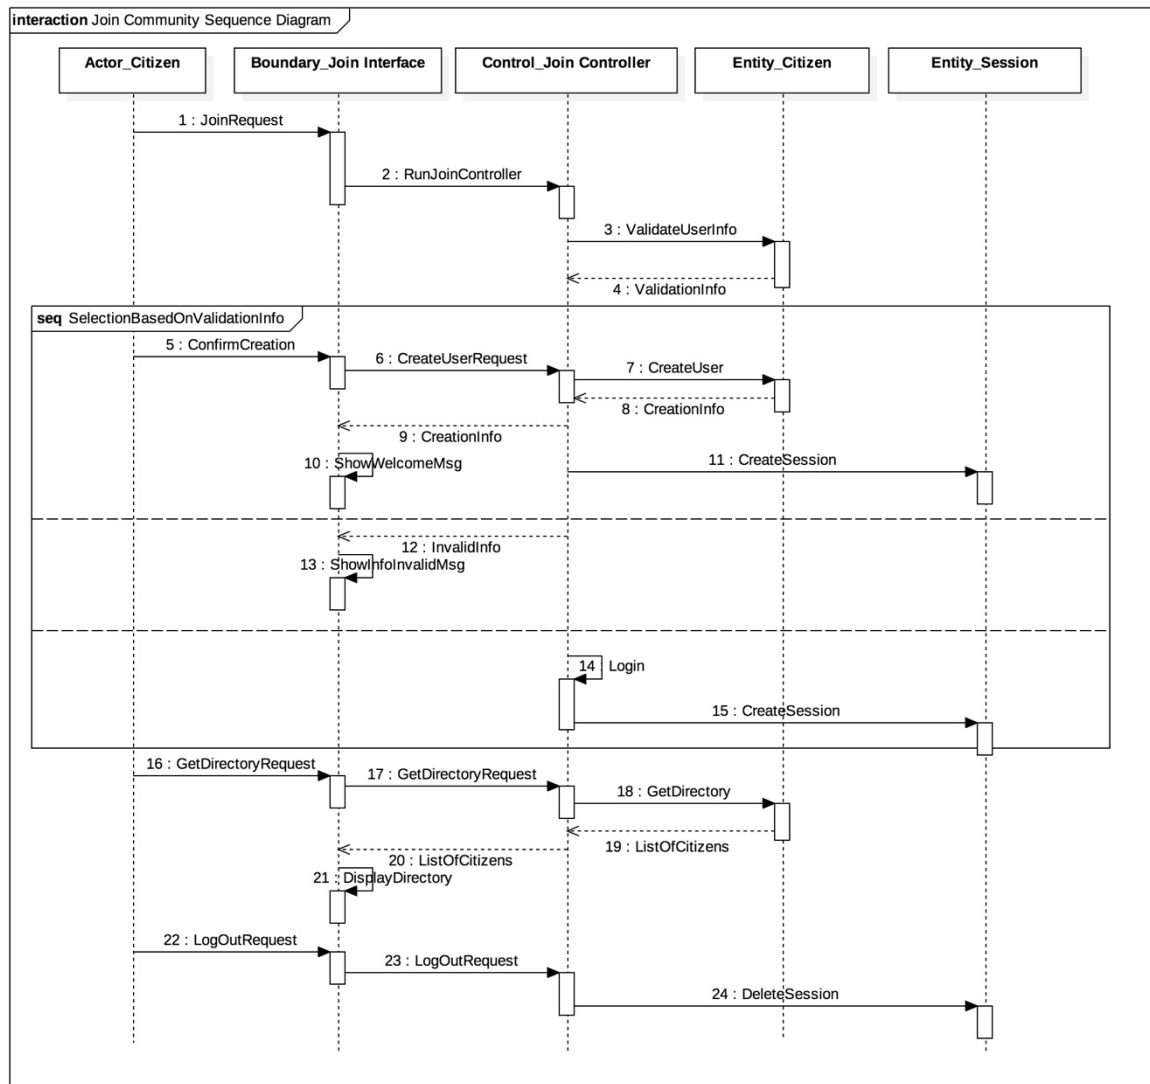 interaction Join Community Sequence Diagram
Actor_Citizen
Boundary_Join Interface
Control_Join Controller
Entity_Citizen
Entity_Session
1 : JoinRequest
2 : RunJoinController
3 : ValidateUserInfo
4 : ValidationInfo
seq SelectionBasedOnValidationInfo
5 : ConfirmCreation
6 : CreateUserRequest
7 : CreateUser
8 : CreationInfo
9 : CreationInfo
10 : ShowWelcomeMsg
11 : CreateSession
12 : InvalidInfo
13 : ShowInfoInvalidMsg
14 : Login
15 : CreateSession
16 : GetDirectoryRequest
17 : GetDirectoryRequest
18 : GetDirectory
19 : ListOfCitizens
20 : ListOfCitizens
21 : DisplayDirectory
22 : LogOutRequest
23 : LogOutRequest
24 : DeleteSession